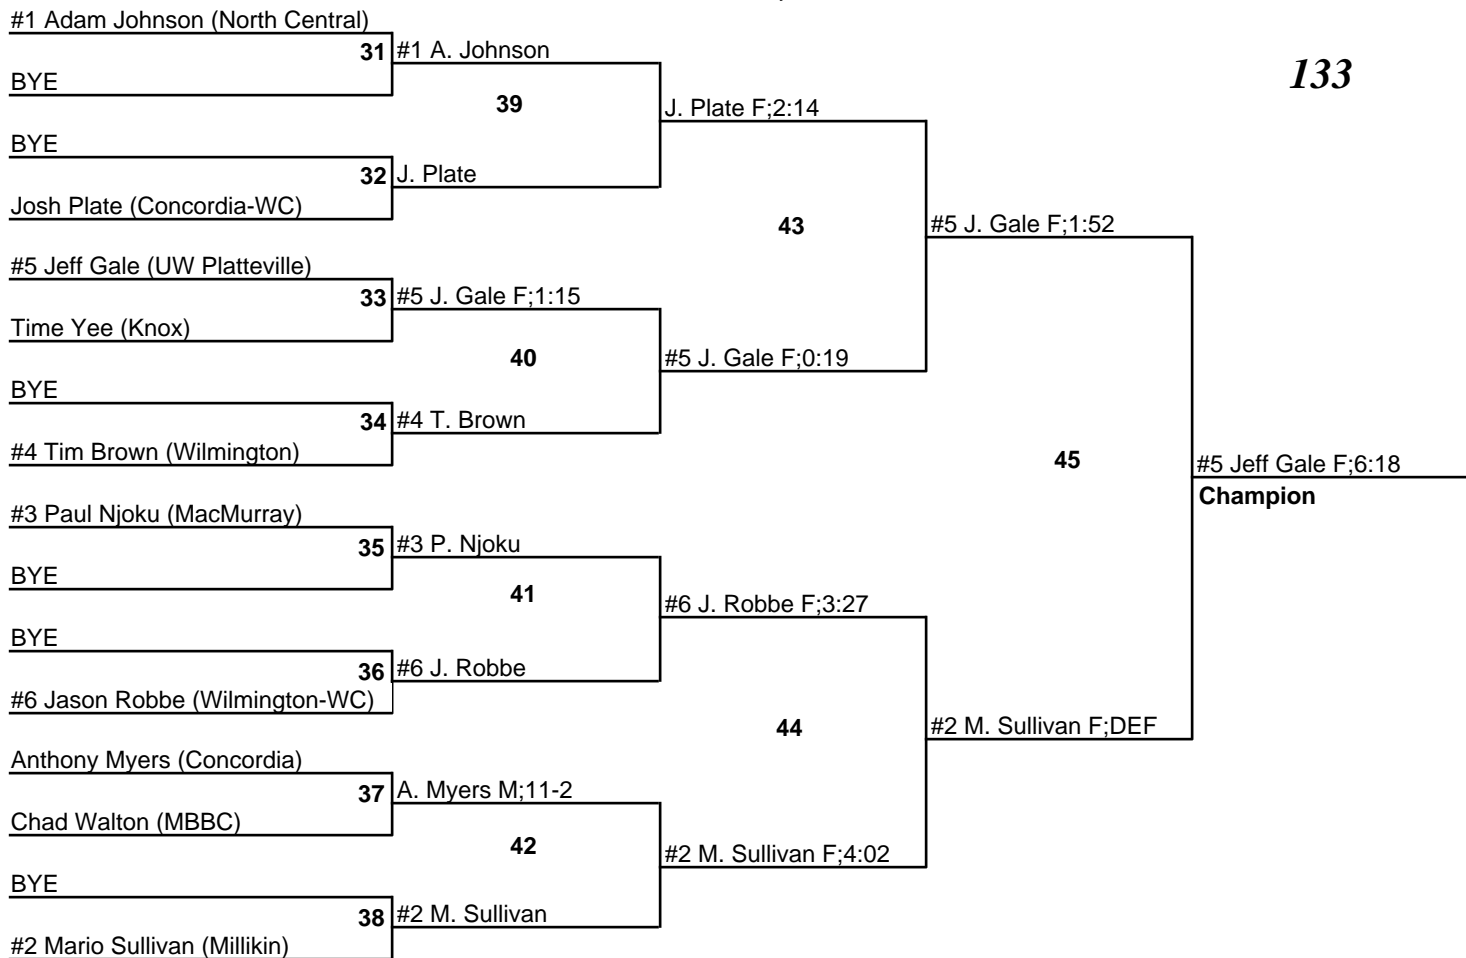 #1 Adam Johnson (North Central)
31
#1 A. Johnson
133
BYE
39
J. Plate F;2:14
BYE
32
J. Plate
Josh Plate (Concordia-WC)
43
#5 J. Gale F;1:52
#5 Jeff Gale (UW Platteville)
33
#5 J. Gale F;1:15
Time Yee (Knox)
40
#5 J. Gale F;0:19
BYE
34
#4 T. Brown
#4 Tim Brown (Wilmington)
45
#5 Jeff Gale F;6:18
Champion
#3 Paul Njoku (MacMurray)
35
#3 P. Njoku
BYE
41
#6 J. Robbe F;3:27
BYE
36
#6 J. Robbe
#6 Jason Robbe (Wilmington-WC)
44
#2 M. Sullivan F;DEF
Anthony Myers (Concordia)
37
A. Myers M;11-2
Chad Walton (MBBC)
42
#2 M. Sullivan F;4:02
BYE
38
#2 M. Sullivan
#2 Mario Sullivan (Millikin)